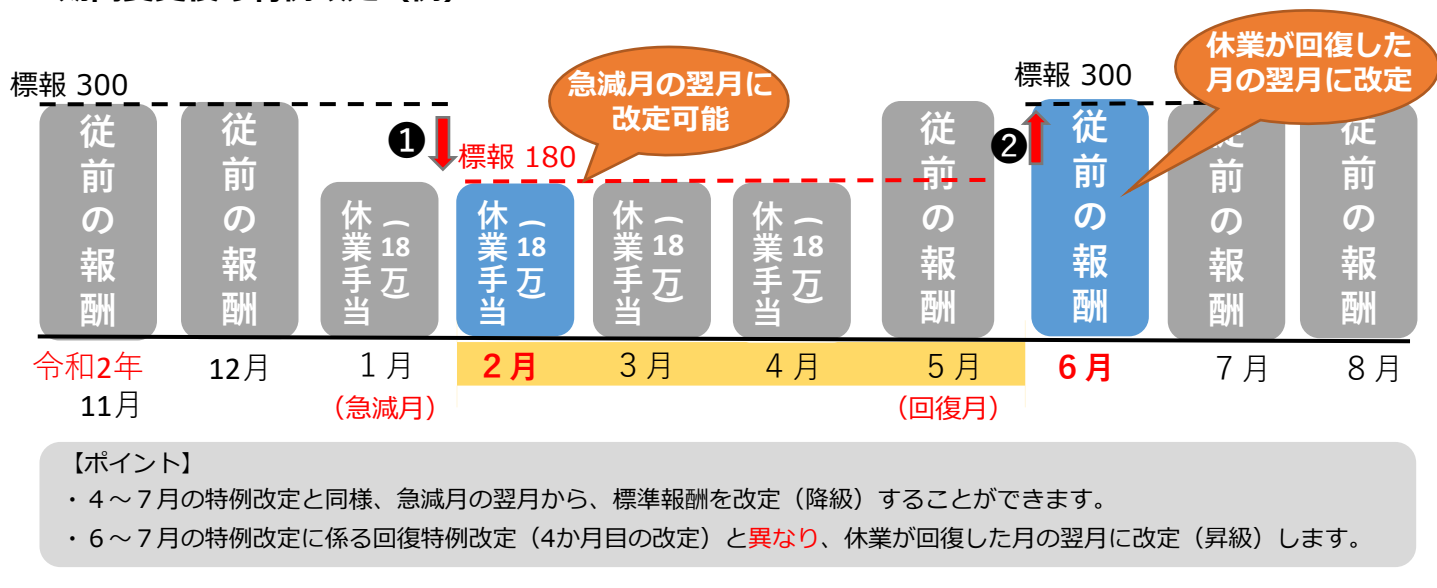 休業が回復した
月の翌月に改定
急減月の翌月に
改定可能
標報 300
標報 300
❶
❷
標報 180
従前の報酬
従前の報酬
休業手当
(18万)
休業手当
(18万)
休業手当
(18万)
休業手当
(18万)
従前の報酬
従前の報酬
従前の報酬
従前の報酬
令和2年
11月
12月
1月
(急減月)
2月
3月
4月
5月
(回復月)
6月
7月
8月
【ポイント】
・４～７月の特例改定と同様、急減月の翌月から、標準報酬を改定（降級）することができます。
・６～７月の特例改定に係る回復特例改定（4か月目の改定）と異なり、休業が回復した月の翌月に改定（昇級）します。